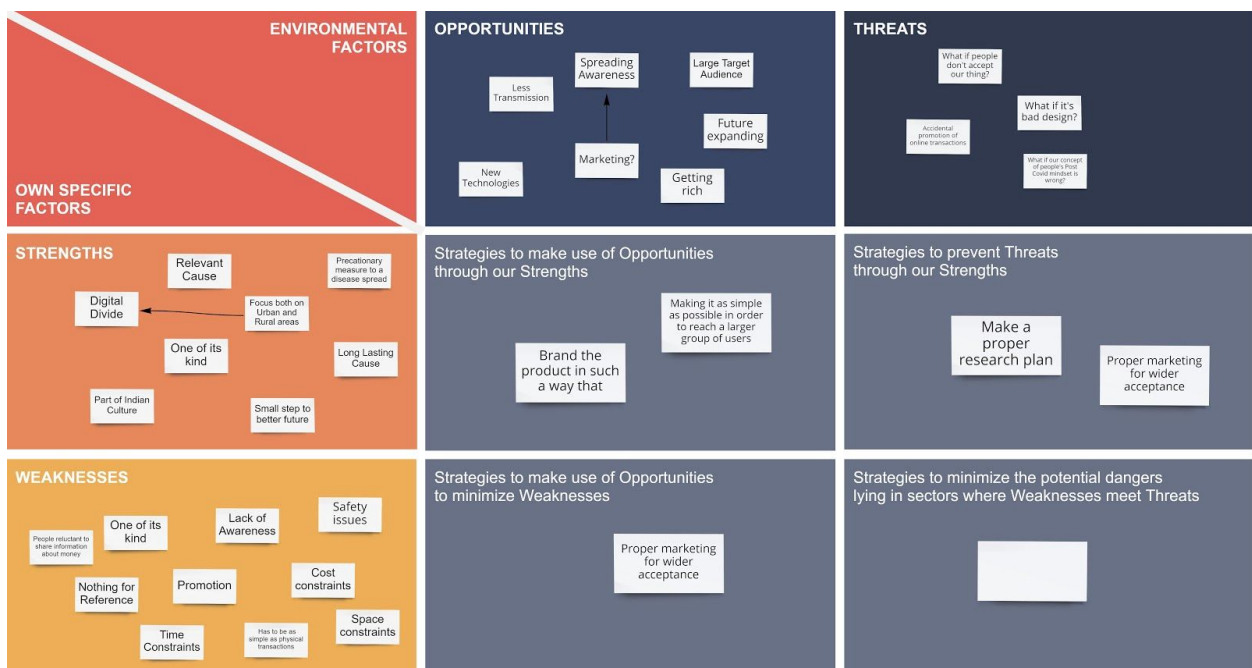 ENVIRONMENTAL
FACTORS
OWN SPECIFIC
FACTORS
OPPORTUNITIES
Spreading
Awareness
Large Target
Audience
Less
Transmission
Future
expanding
Marketing?
New
Technologies
Getting
rich
THREATS
What if people
don't accept
our thing?
What if it's
bad design?
Accidental
promotion of
online transactions
What if our concept
of people's Post
Covid mindset is
wrong?
STRENGTHS
Relevant
Cause
Precationary
measure to a
disease spread
Digital
Divide
Focus both on
Urban and
Rural areas
One of its
kind
Long Lasting
Cause
Part of Indian
Culture
Small step to
better future
Strategies to make use of Opportunities
through our Strengths
Making it as simple
as possible in order
to reach a larger
group of users
Brand the
product in such
a way that
Strategies to prevent Threats
through our Strengths
Make a
proper
research plan
Proper marketing
for wider
acceptance
WEAKNESSES
Safety
issues
Lack of
Awareness
One of its
kind
People reluctant to
share information
about money
Nothing for
Reference
Promotion
Cost
constraints
Time
Constraints
Has to be as
simple as physical
transactions
Space
constraints
Strategies to make use of Opportunities
to minimize Weaknesses
Proper marketing
for wider
acceptance
Strategies to minimize the potential dangers
lying in sectors where Weaknesses meet Threats